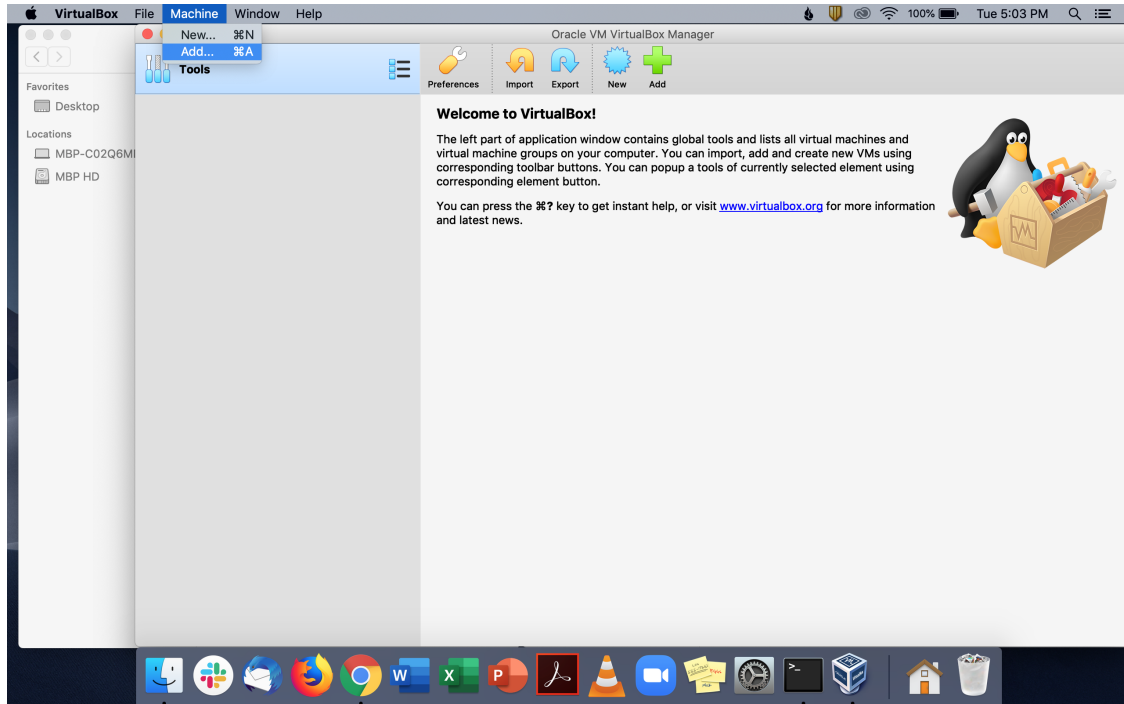 VirtualBox File Machine Window Help 100% Tue 5:03 PM
New... ⌘N
Add... ⌘A
Oracle VM VirtualBox Manager
Tools
Preferences Import Export New Add
Favorites
Desktop
Locations
MBP-C02Q6M
MBP HD
Welcome to VirtualBox!
The left part of application window contains global tools and lists all virtual machines and
virtual machine groups on your computer. You can import, add and create new VMs using
corresponding toolbar buttons. You can popup a tools of currently selected element using
corresponding element button.
You can press the ⌘? key to get instant help, or visit www.virtualbox.org for more information
and latest news.
W X P >_